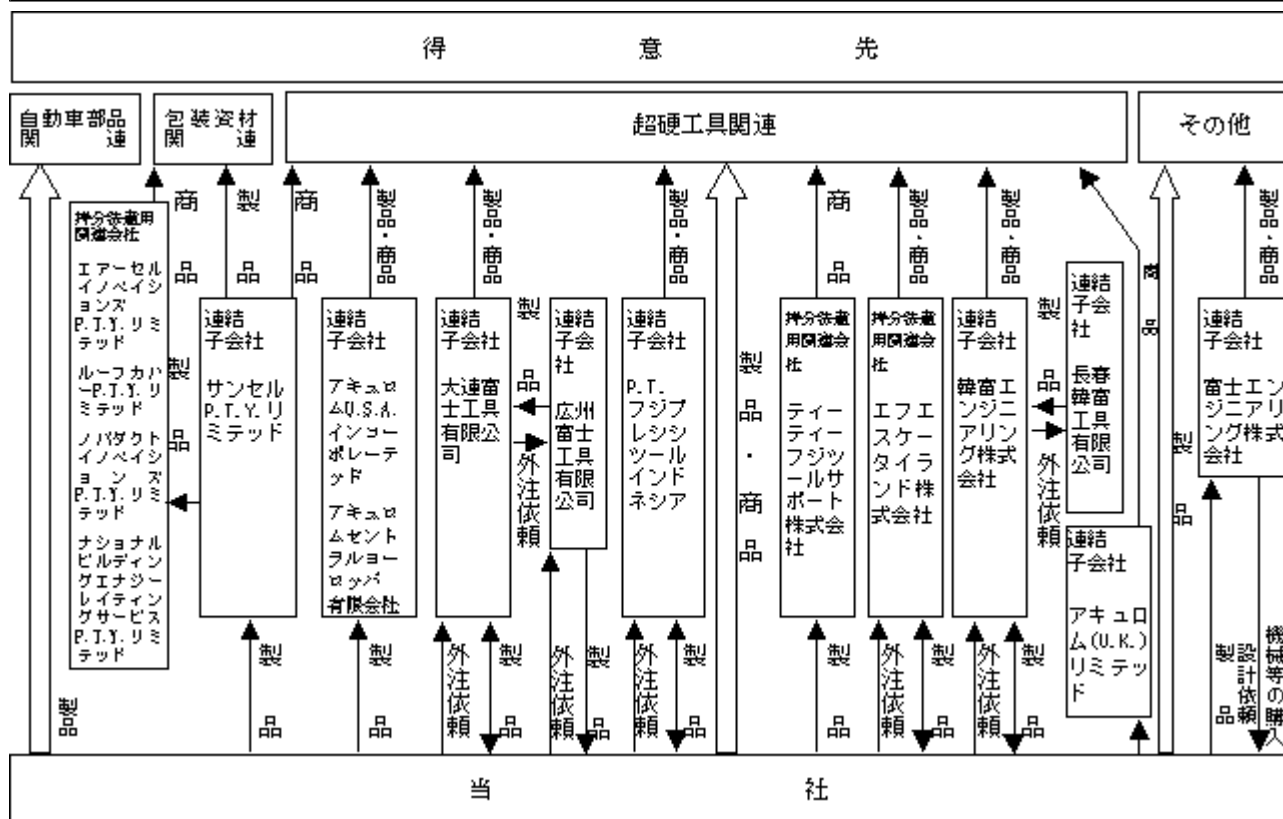 得意先
自動車部品
関連
包装資材
関連
超硬工具関連
その他
持分法適用
関連会社
エアーセル
イノベイシ
ョンズ
P.T.Y.リミ
テッド
ルーフカバ
ーP.T.Y.リ
ミテッド
ノバダクト
イノベイシ
ョンズ
P.T.Y.リミ
テッド
ナショナル
ビルディン
グエナジー
レイティン
グサービス
P.T.Y.リミ
テッド
商品
製品
商品
製品
連結
子会社
サンセル
P.T.Y.リ
ミテッド
製品・商品
連結
子会社
アキュロ
ムU.S.A.
インコー
ポレーテ
ッド
アキュロ
ムセント
ラルヨー
ロッパ
有限会社
製品・商品
連結
子会社
大連富
士工具
有限公
司
製品
外注依頼
連結
子会
社
広州
富士
工具
有限
公司
製品・商品
連結
子会社
P.T.
フジプ
レシシ
ツール
インド
ネシア
製品・商品
商品
持分法適
用関連会
社
ティー
ティー
フジツ
ールサ
ポート
株式会
社
製品・商品
持分法適
用関連会
社
エフエ
スケー
タイラ
ンド株
式会社
製品・商品
連結
子会社
韓富エ
ンジニ
アリン
グ株式
会社
製品
外注依頼
連結
子会
社
長春
韓富
工具
有限
公司
商品
連結
子会社
アキュロ
ム(U.K.)
リミテッ
ド
製品
製品・商品
連結
子会社
富士エン
ジニアリ
ング株式
会社
製品
製品
製品
外注依頼
製品
外注依頼
製品
外注依頼
製品
製品
外注依頼
製品
外注依頼
製品
製品
設計依頼
機械等の購入
当社